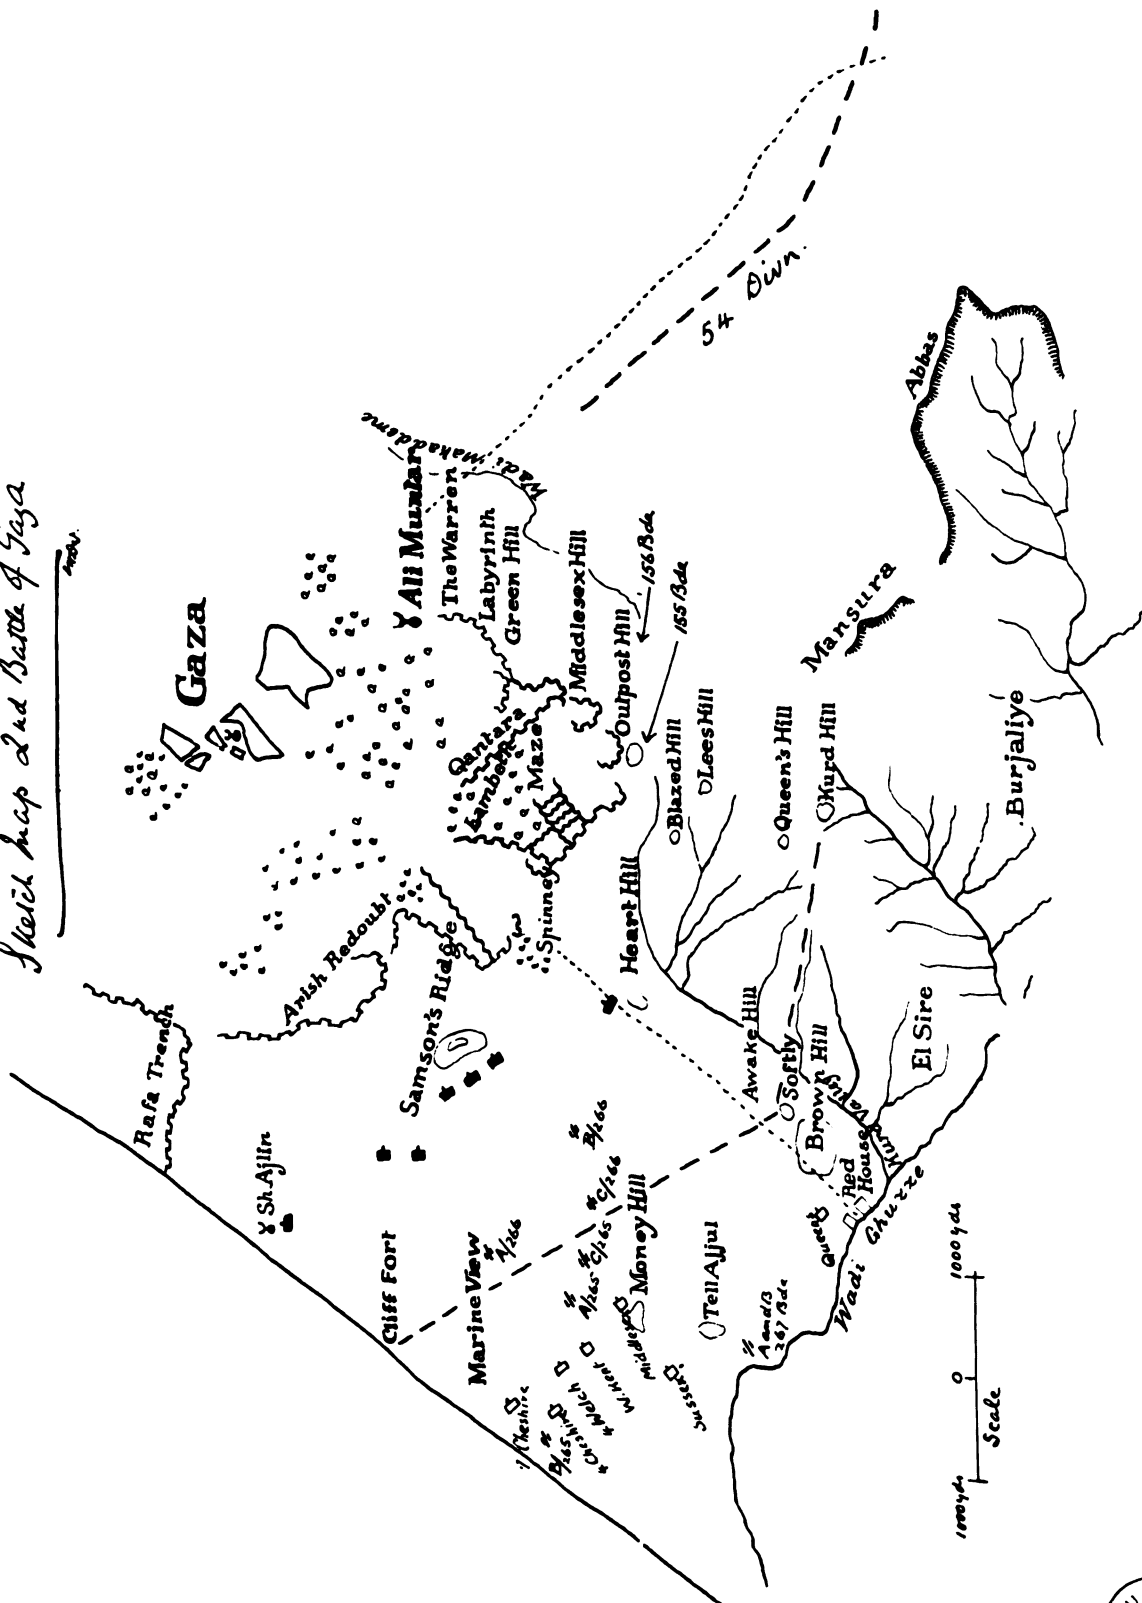 Sketch Map 2nd Battle of Gaza
Gaza
Rafa Trench
Arish Redoubt
Sh Ajlin
Samson's Ridge
Cliff Fort
Marine View
A/266
B/266
C/266
C/265
A/265
B/265
Money Hill
Tell Ajjul
Cheshire
Cheshire
Welch
W. Kent
Middlesex
Sussex
Queen's
A and B
267 Bde
Wadi Ghuzze
Red
House
Kurd Valley
Brown Hill
Softly
Awake Hill
El Sire
Heart Hill
Spinney
Maze
Qantara
Ali Muntar
The Warren
Labyrinth
Green Hill
Middlesex Hill
Outpost Hill
Wadi Makaddeme
156 Bde
155 Bde
Blazed Hill
Lees Hill
Queen's Hill
Kurd Hill
Mansura
Abbas
Burjaliye
54 Divn.
1000 yds
0
1000 yds
Scale